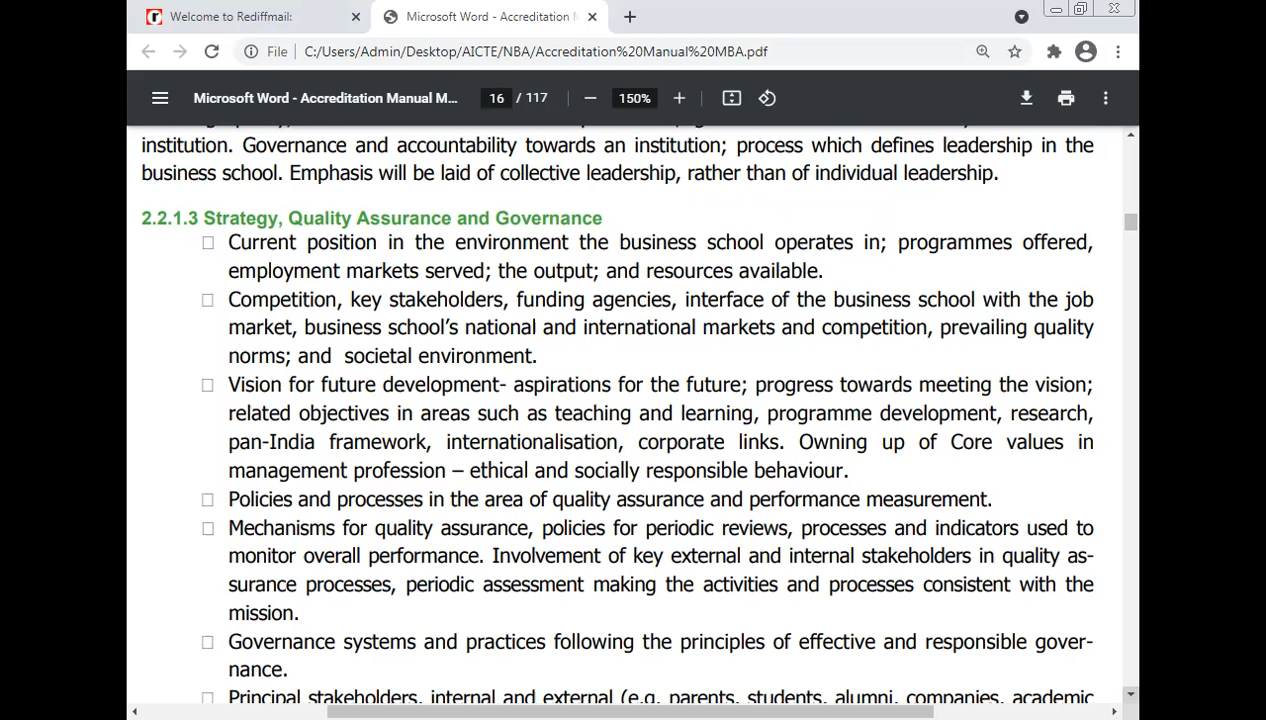 Welcome to Rediffmail:
Microsoft Word - Accreditation M
File C:/Users/Admin/Desktop/AICTE/NBA/Accreditation%20Manual%20MBA.pdf
Microsoft Word - Accreditation Manual M... 16 / 117 150%
institution. Governance and accountability towards an institution; process which defines leadership in the
business school. Emphasis will be laid of collective leadership, rather than of individual leadership.
2.2.1.3 Strategy, Quality Assurance and Governance
Current position in the environment the business school operates in; programmes offered,
employment markets served; the output; and resources available.
Competition, key stakeholders, funding agencies, interface of the business school with the job
market, business school's national and international markets and competition, prevailing quality
norms; and societal environment.
Vision for future development- aspirations for the future; progress towards meeting the vision;
related objectives in areas such as teaching and learning, programme development, research,
pan-India framework, internationalisation, corporate links. Owning up of Core values in
management profession – ethical and socially responsible behaviour.
Policies and processes in the area of quality assurance and performance measurement.
Mechanisms for quality assurance, policies for periodic reviews, processes and indicators used to
monitor overall performance. Involvement of key external and internal stakeholders in quality as-
surance processes, periodic assessment making the activities and processes consistent with the
mission.
Governance systems and practices following the principles of effective and responsible gover-
nance.
Principal stakeholders, internal and external (e.g. parents, students, alumni, companies, academic